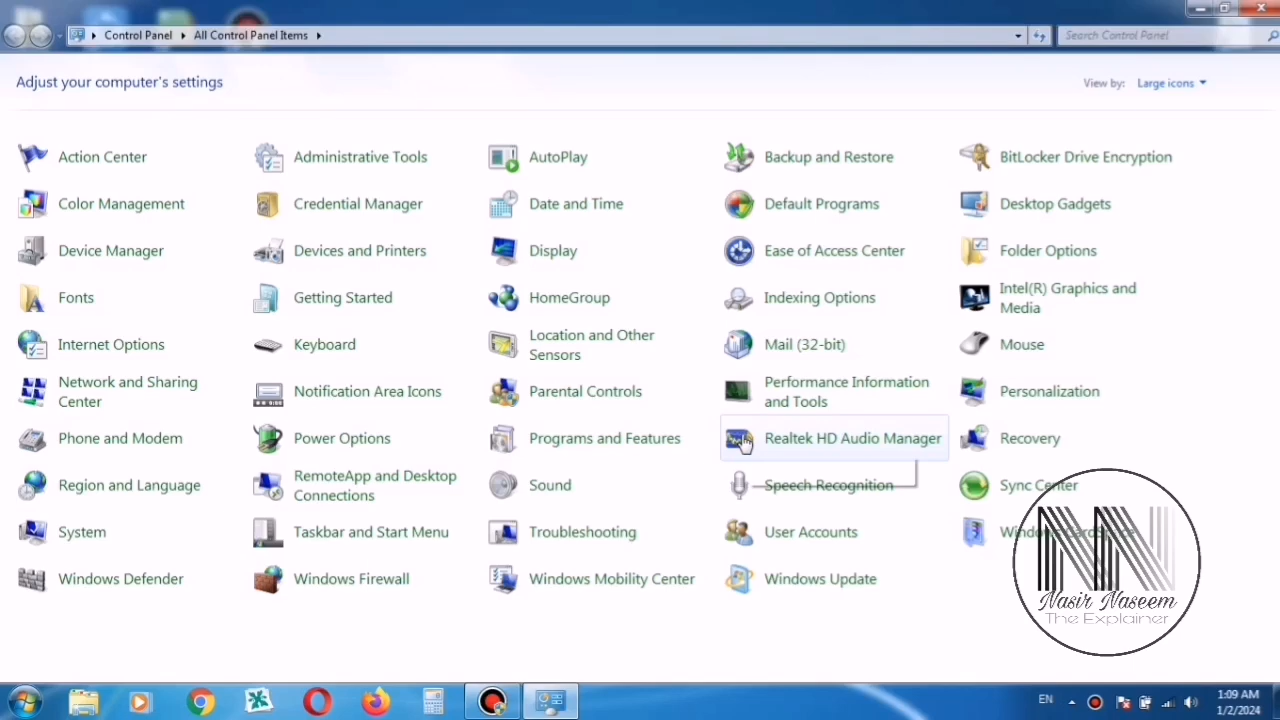 Control Panel
All Control Panel Items
Search Control Panel
Adjust your computer's settings
View by: Large icons
Action Center
Administrative Tools
AutoPlay
Backup and Restore
BitLocker Drive Encryption
Color Management
Credential Manager
Date and Time
Default Programs
Desktop Gadgets
Device Manager
Devices and Printers
Display
Ease of Access Center
Folder Options
Fonts
Getting Started
HomeGroup
Indexing Options
Intel(R) Graphics and
Media
Internet Options
Keyboard
Location and Other
Sensors
Mail (32-bit)
Mouse
Network and Sharing
Center
Notification Area Icons
Parental Controls
Performance Information
and Tools
Personalization
Phone and Modem
Power Options
Programs and Features
Realtek HD Audio Manager
Recovery
Region and Language
RemoteApp and Desktop
Connections
Sound
Speech Recognition
Sync Center
System
Taskbar and Start Menu
Troubleshooting
User Accounts
Windows CardSpace
Windows Defender
Windows Firewall
Windows Mobility Center
Windows Update
NN
Nasir Naseem
The Explainer
EN
1:09 AM
1/2/2024